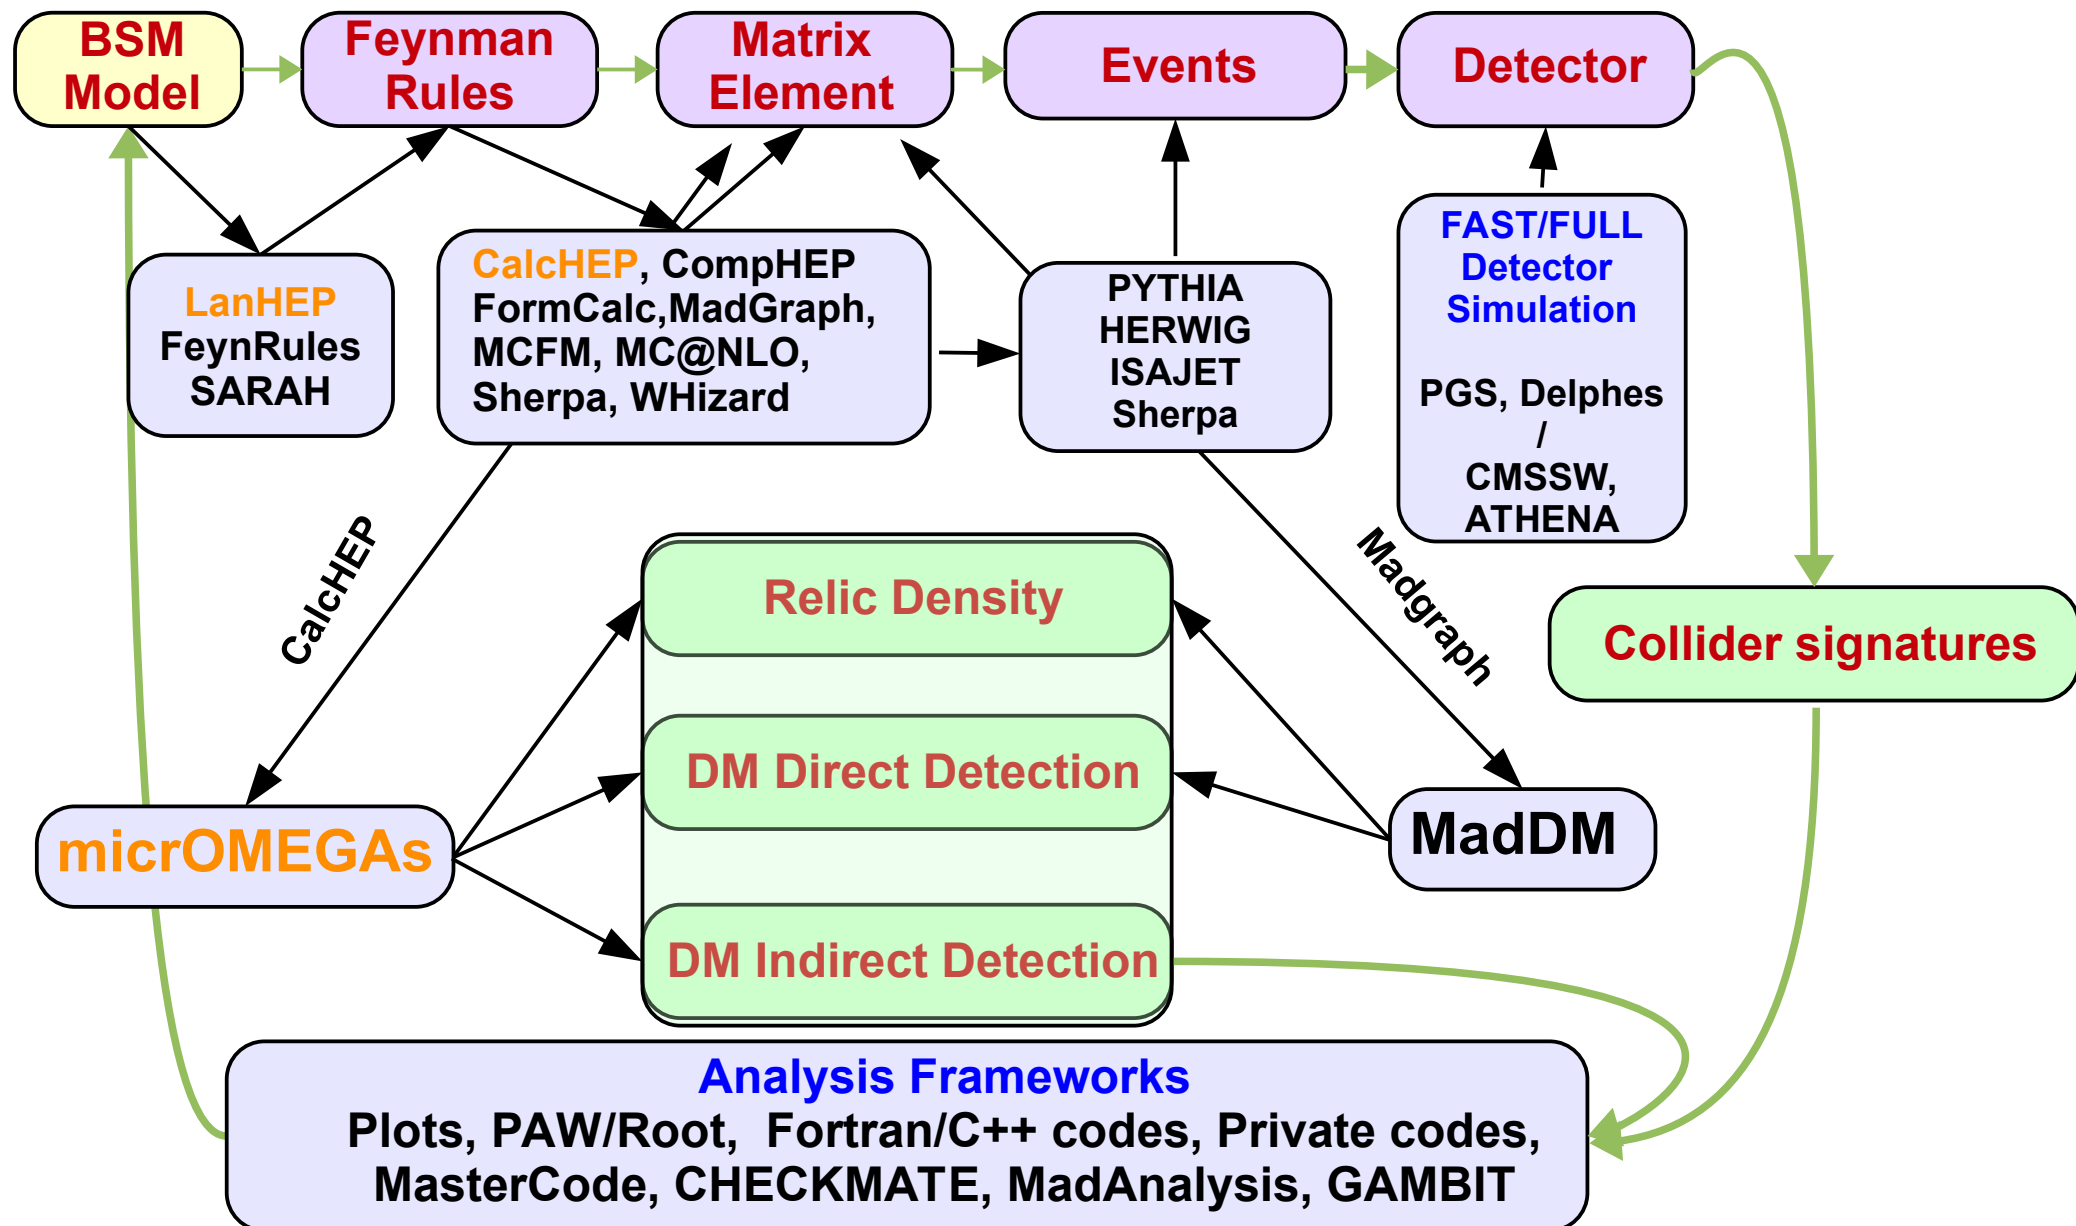 BSM
Model
Feynman
Rules
Matrix
Element
Events
Detector
LanHEP
FeynRules
SARAH
CalcHEP, CompHEP
FormCalc,MadGraph,
MCFM, MC@NLO,
Sherpa, WHizard
PYTHIA
HERWIG
ISAJET
Sherpa
FAST/FULL
Detector
Simulation
PGS, Delphes
/
CMSSW,
ATHENA
CalcHEP
Madgraph
Relic Density
DM Direct Detection
DM Indirect Detection
Collider signatures
micrOMEGAs
MadDM
Analysis Frameworks
Plots, PAW/Root,  Fortran/C++ codes, Private codes,
MasterCode, CHECKMATE, MadAnalysis, GAMBIT